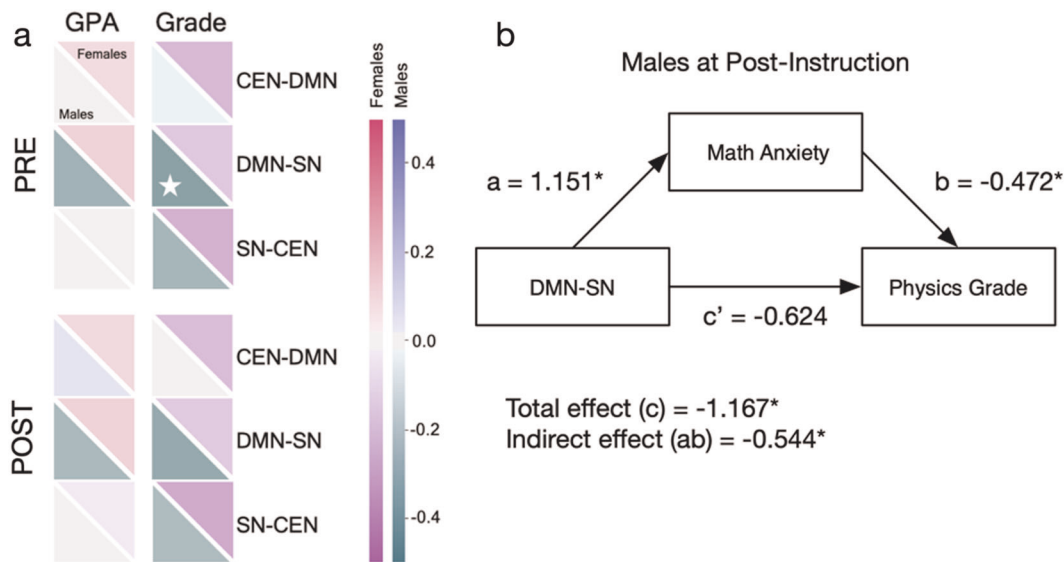 a
GPA
Grade
Females
Males
PRE
CEN-DMN
DMN-SN
SN-CEN
POST
CEN-DMN
DMN-SN
SN-CEN
Females
Males
0.4
0.2
0.0
-0.2
-0.4
b
Males at Post-Instruction
Math Anxiety
a = 1.151*
b = -0.472*
DMN-SN
Physics Grade
c' = -0.624
Total effect (c) = -1.167*
Indirect effect (ab) = -0.544*